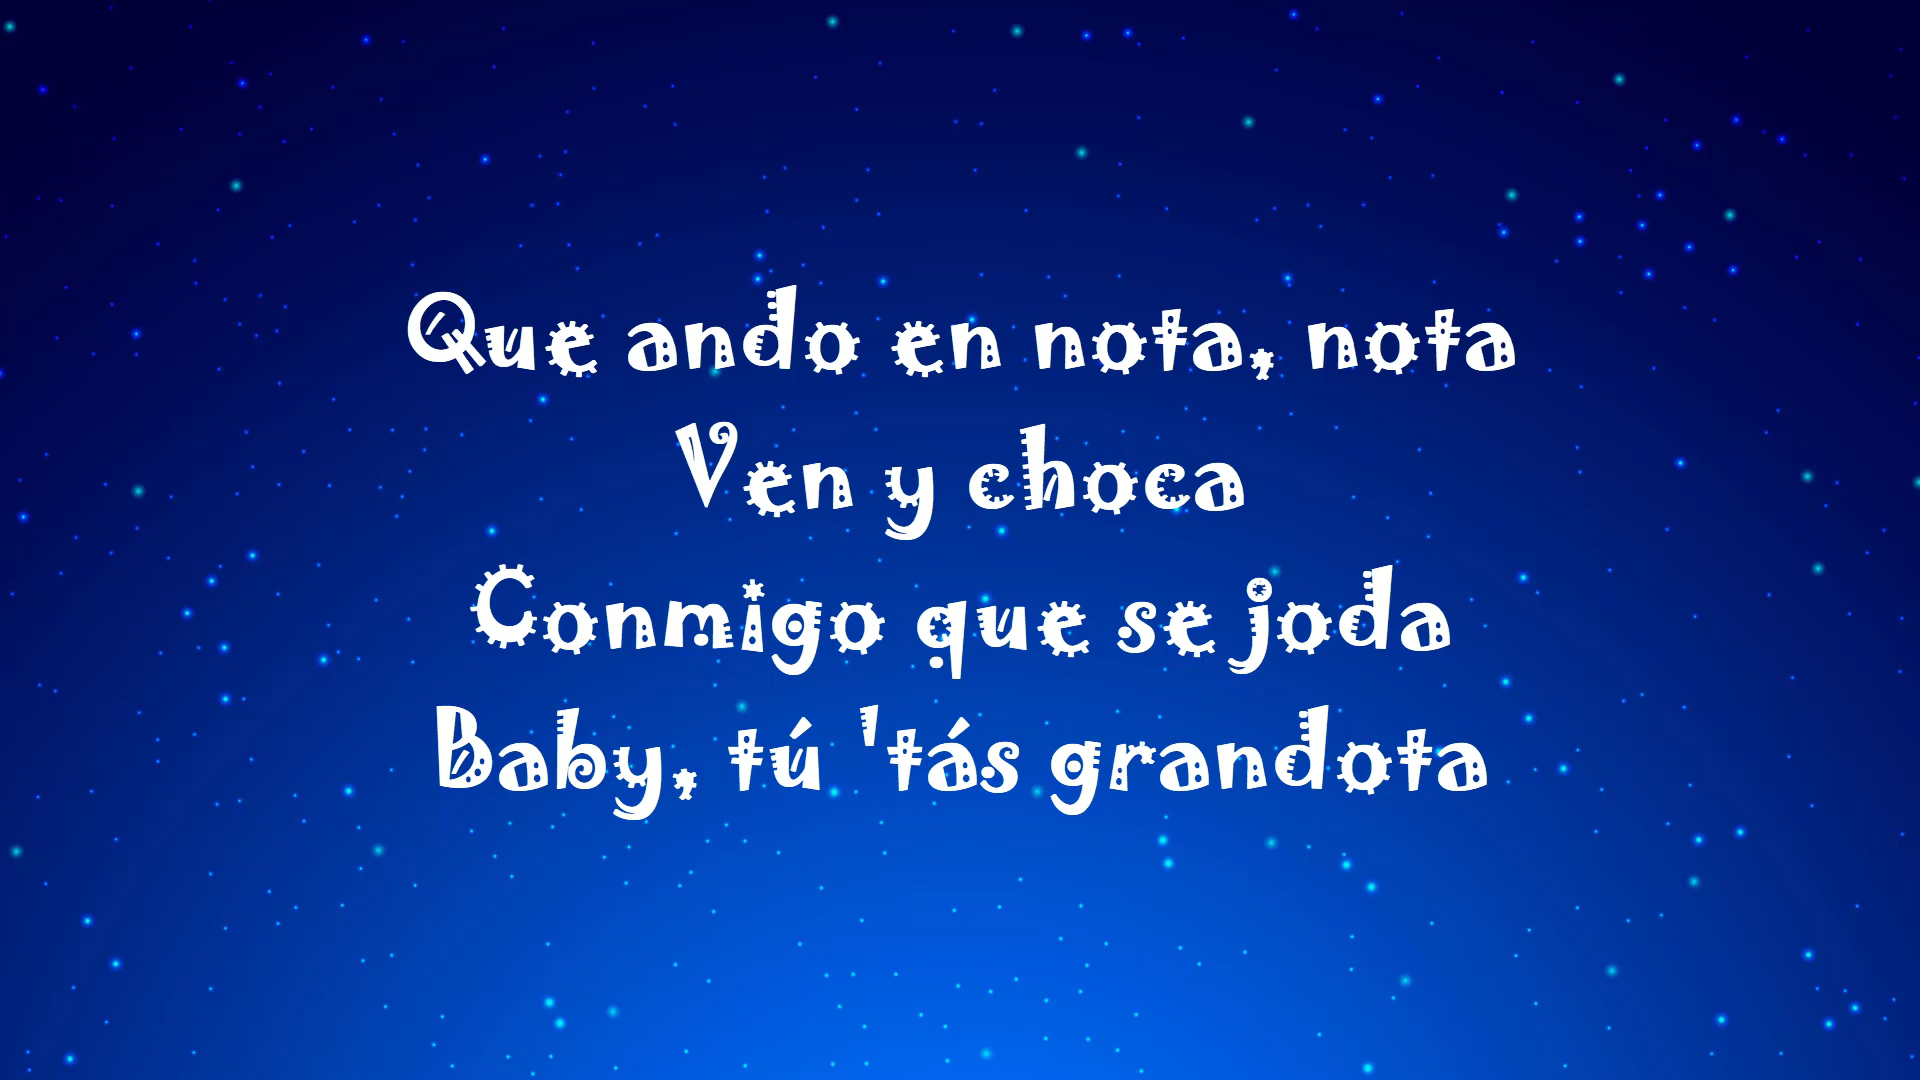 Que ando en nota, nota
Ven y choca
Conmigo que se joda
Baby, tú 'tás grandota